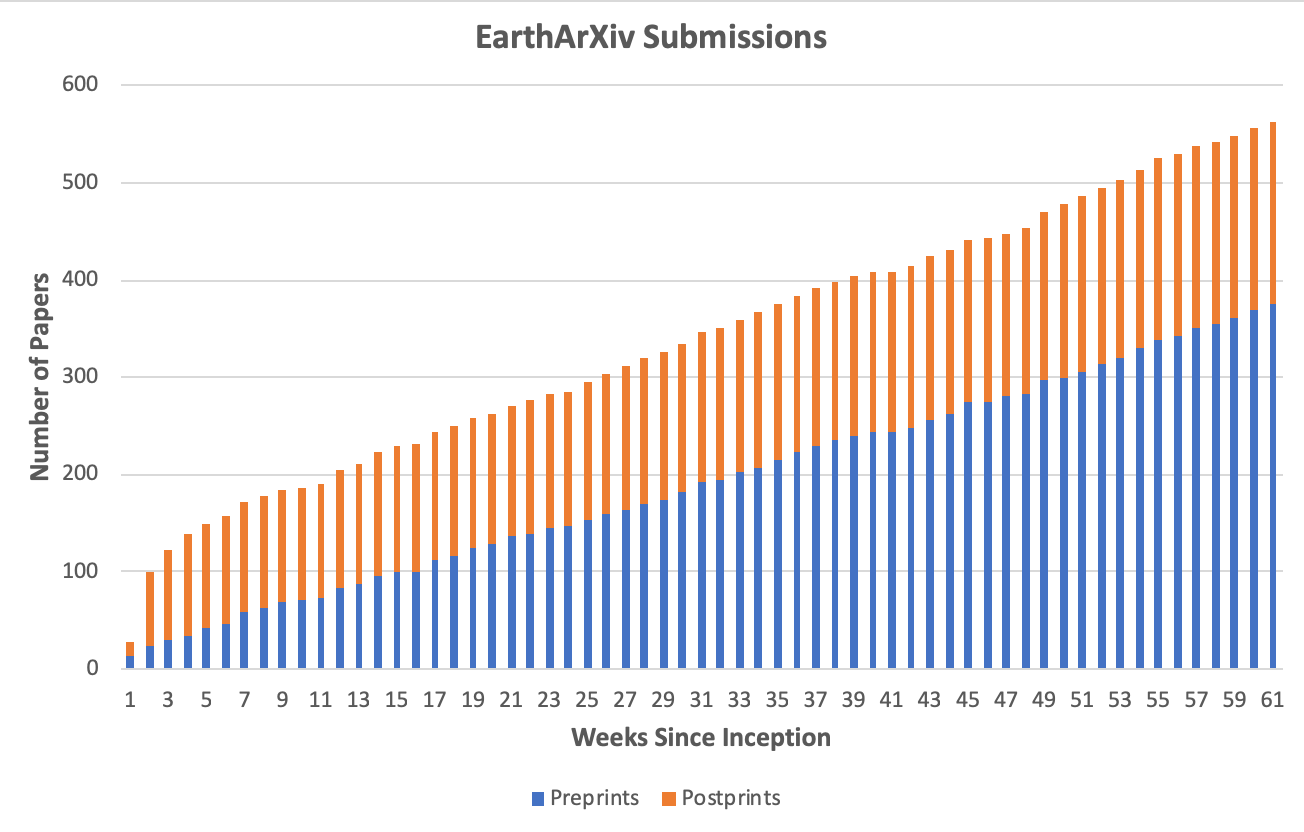 EarthArXiv Submissions
600
500
400
300
200
100
0
Number of Papers
1 3 5 7 9 11 13 15 17 19 21 23 25 27 29 31 33 35 37 39 41 43 45 47 49 51 53 55 57 59 61
Weeks Since Inception
Preprints Postprints